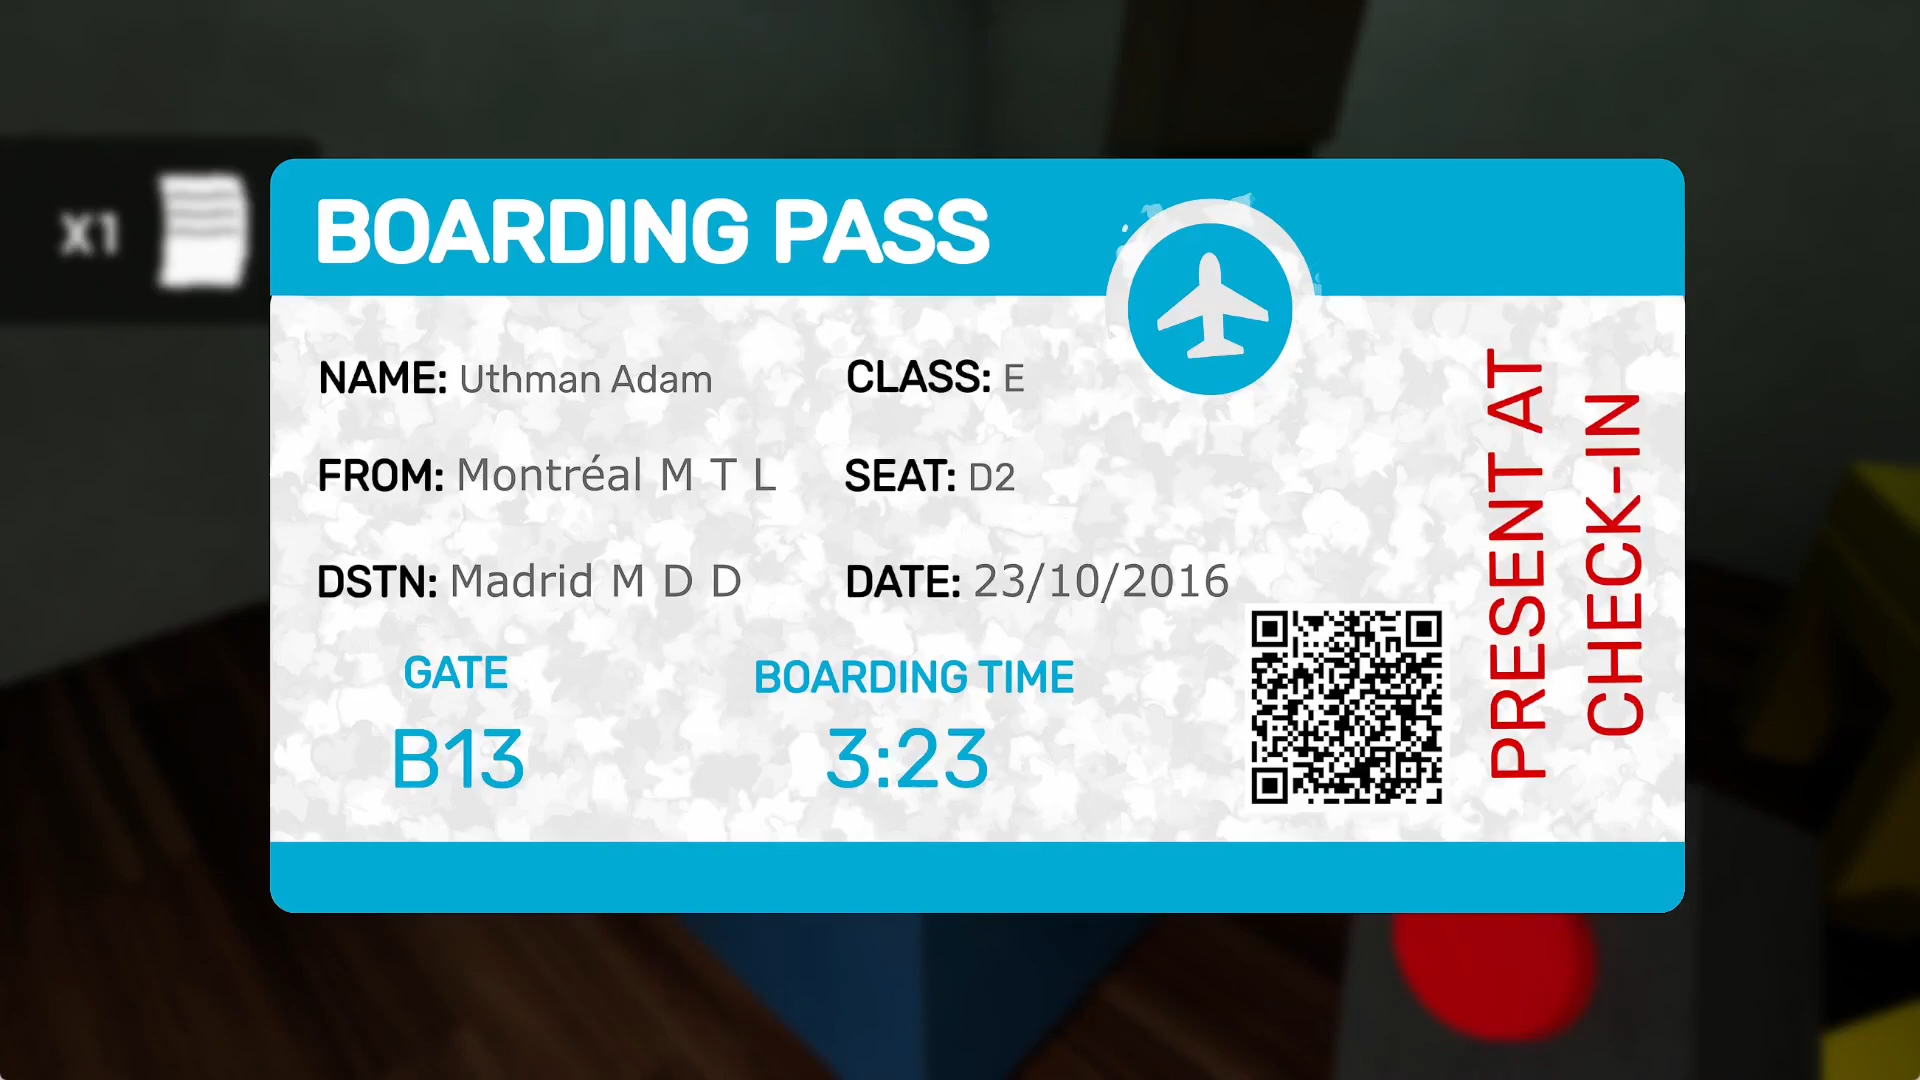 X1
BOARDING PASS
NAME: Uthman Adam
CLASS: E
FROM: Montréal M T L
SEAT: D2
DSTN: Madrid M D D
DATE: 23/10/2016
GATE
B13
BOARDING TIME
3:23
PRESENT AT
CHECK-IN